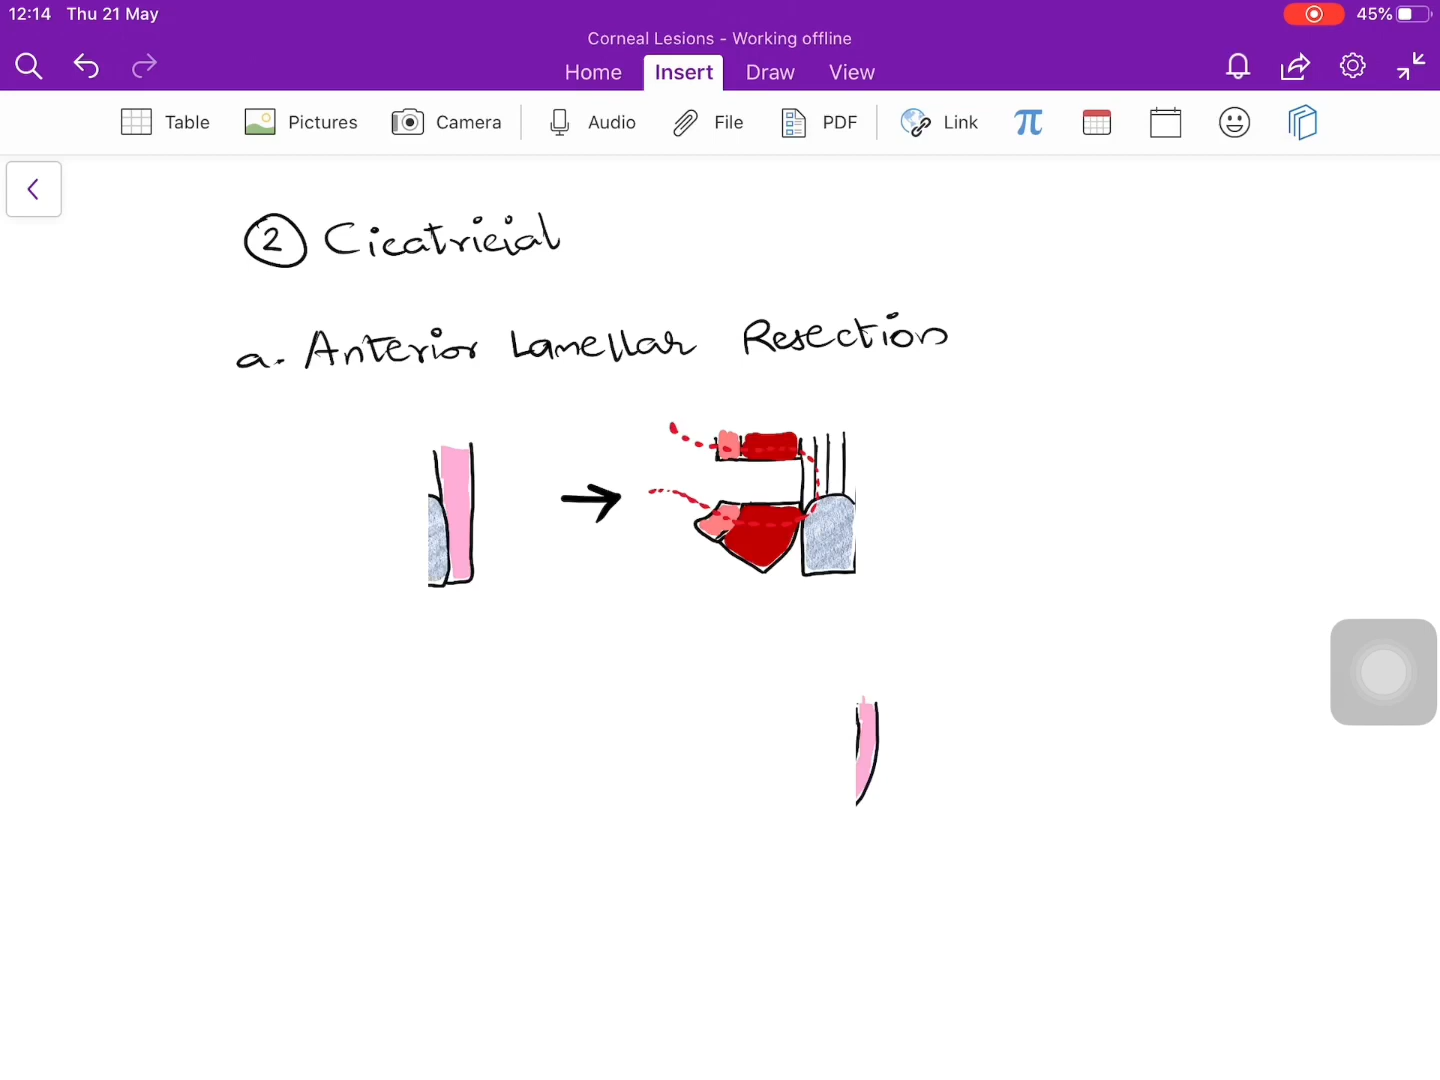 12:14 Thu 21 May 45%
Corneal Lesions - Working offline
Home Insert Draw View
Table Pictures Camera Audio File PDF Link π
2 Cicatricial
a. Anterior Lamellar Resection